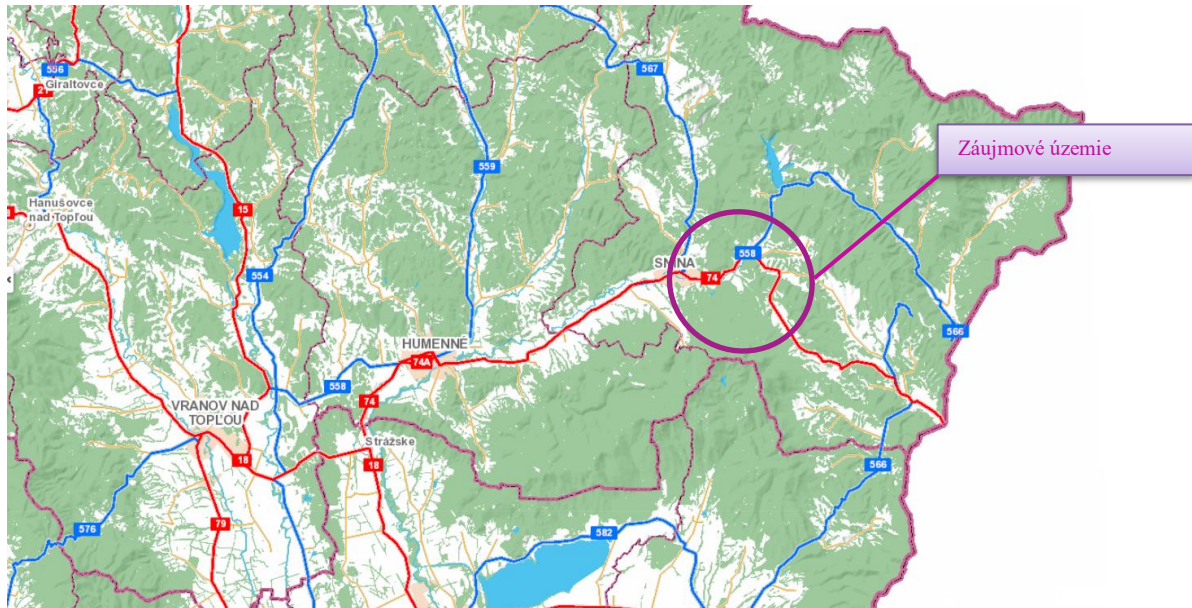 556
21
Giraltovce
567
Záujmové územie
559
Hanušovce
nad Topľou
15
554
558
SNINA
74
566
HUMENNÉ
74A
558
74
VRANOV NAD
TOPĽOU
Strážske
18
18
566
79
576
582